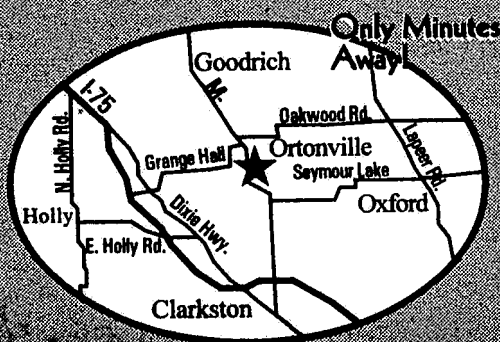 Only Minutes
Away!
Goodrich
I-75
M.
Oakwood Rd.
N. Holly Rd.
Grange Hall
Ortonville
Lapeer Rd.
Seymour Lake
Holly
Dixie Hwy.
Oxford
E. Holly Rd.
Clarkston